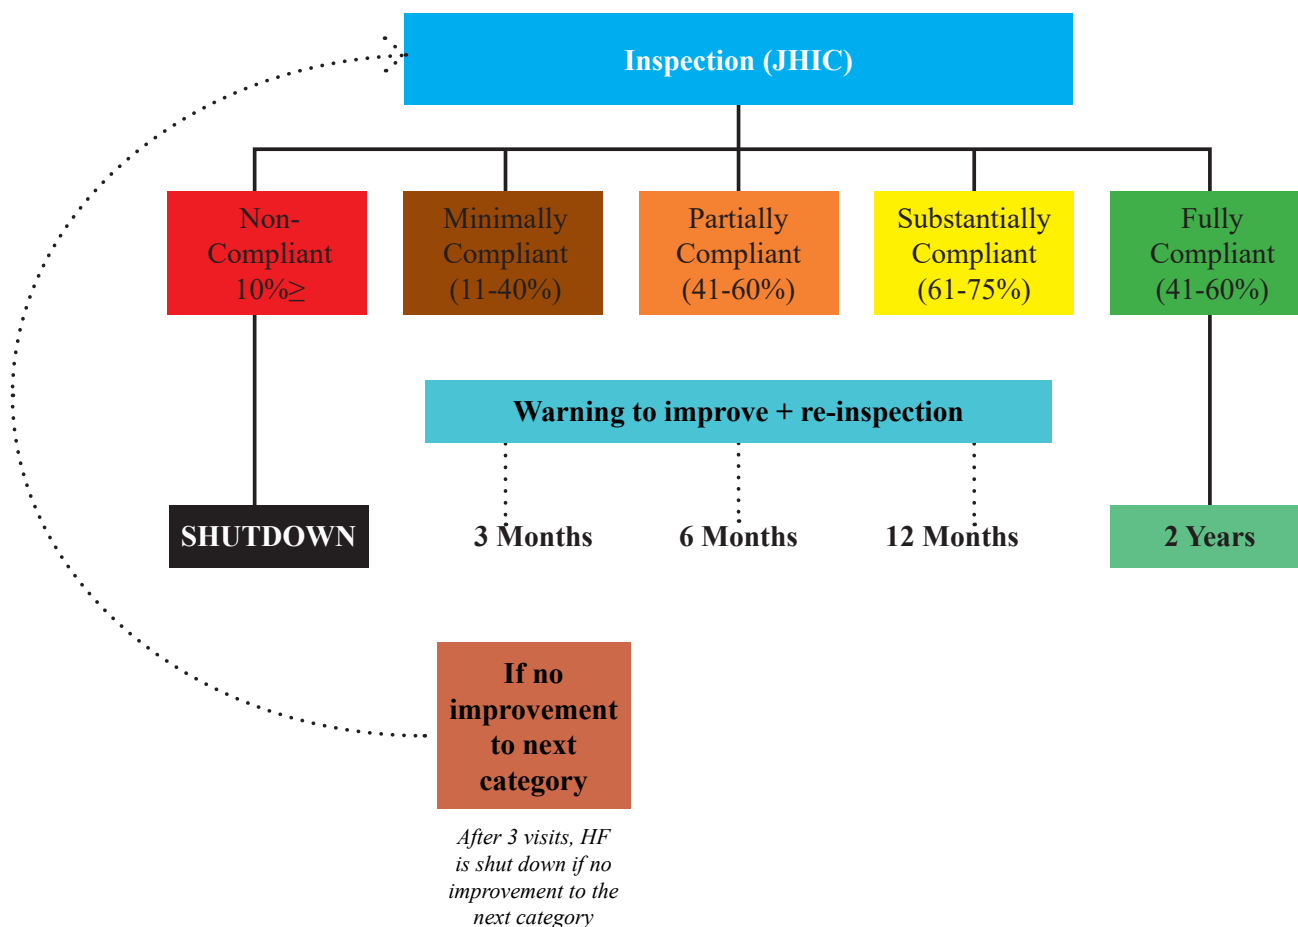 Inspection (JHIC)
Non-
Compliant
10%≥
Minimally
Compliant
(11-40%)
Partially
Compliant
(41-60%)
Substantially
Compliant
(61-75%)
Fully
Compliant
(41-60%)
Warning to improve + re-inspection
SHUTDOWN
3 Months
6 Months
12 Months
2 Years
If no
improvement
to next
category
After 3 visits, HF
is shut down if no
improvement to the
next category